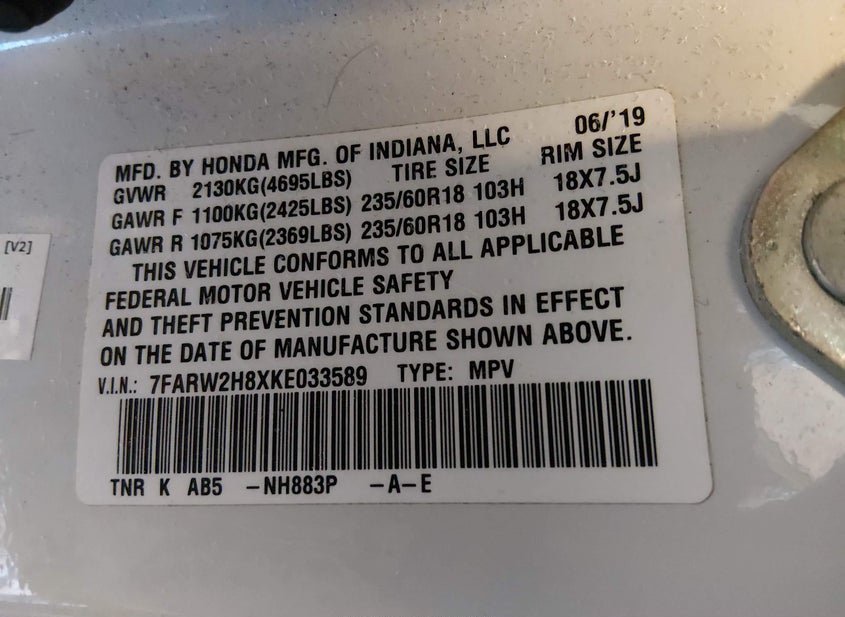 MFD. BY HONDA MFG. OF INDIANA, LLC 06/'19
GVWR 2130KG(4695LBS) TIRE SIZE RIM SIZE
GAWR F 1100KG(2425LBS) 235/60R18 103H 18X7.5J
GAWR R 1075KG(2369LBS) 235/60R18 103H 18X7.5J
THIS VEHICLE CONFORMS TO ALL APPLICABLE
FEDERAL MOTOR VEHICLE SAFETY
AND THEFT PREVENTION STANDARDS IN EFFECT
ON THE DATE OF MANUFACTURE SHOWN ABOVE.
V.I.N.: 7FARW2H8XKE033589 TYPE: MPV
TNR K AB5 -NH883P -A-E
[V2]